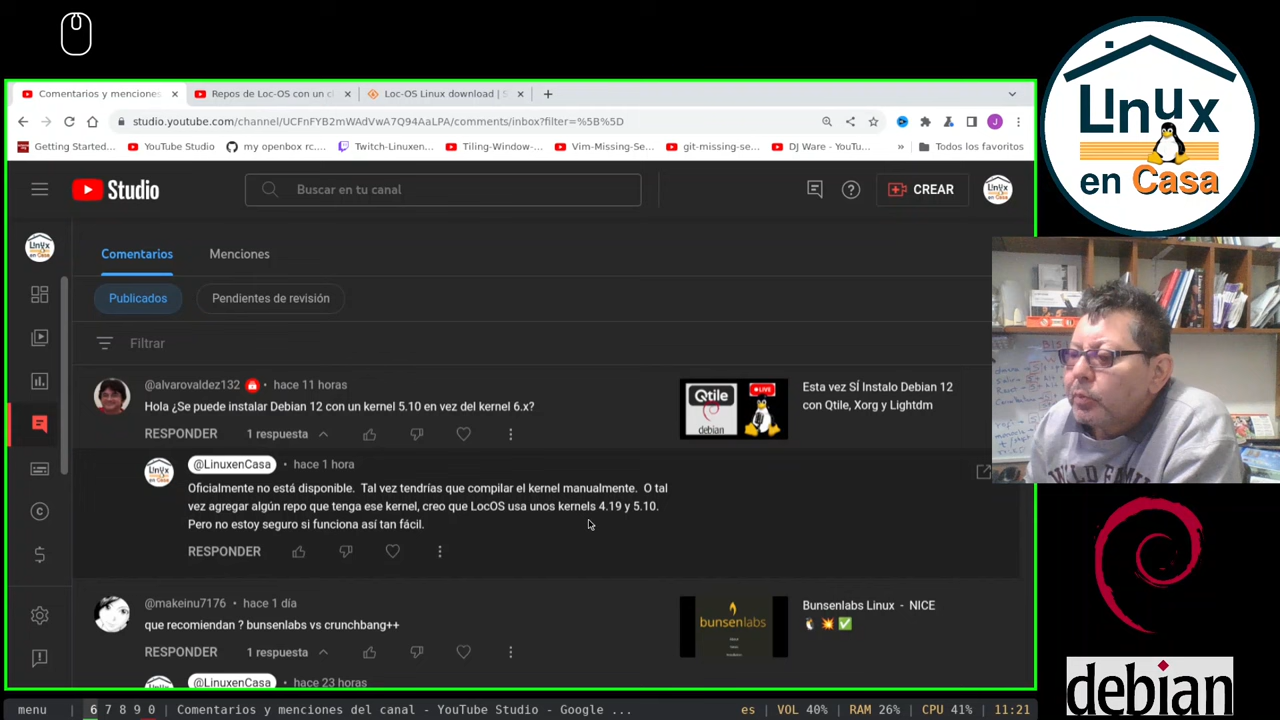 Comentarios y menciones
Repos de Loc-OS con un ci
Loc-OS Linux download | S
studio.youtube.com/channel/UCFnFYB2mWAdVwA7Q94AaLPA/comments/inbox?filter=%5B%5D
Getting Started...
YouTube Studio
my openbox rc....
Twitch-Linuxen...
Tiling-Window-...
Vim-Missing-Se...
git-missing-se...
DJ Ware - YouTu...
»
Todos los favoritos
J
Studio
Buscar en tu canal
CREAR
Comentarios
Menciones
Publicados
Pendientes de revisión
Filtrar
@alvarovaldez132 • hace 11 horas
Hola ¿Se puede instalar Debian 12 con un kernel 5.10 en vez del kernel 6.x?
RESPONDER
1 respuesta
Qtile
LIVE
debian
Esta vez SÍ Instalo Debian 12
con Qtile, Xorg y Lightdm
@LinuxenCasa • hace 1 hora
Oficialmente no está disponible. Tal vez tendrías que compilar el kernel manualmente. O tal
vez agregar algún repo que tenga ese kernel, creo que LocOS usa unos kernels 4.19 y 5.10.
Pero no estoy seguro si funciona así tan fácil.
RESPONDER
@makeinu7176 • hace 1 día
que recomiendan ? bunsenlabs vs crunchbang++
RESPONDER
1 respuesta
bunsenlabs
Bunsenlabs Linux - NICE
🐧 💥 ✅
@LinuxenCasa • hace 23 horas
menu | 6 7 8 9 0 | Comentarios y menciones del canal - YouTube Studio - Google ...
es | VOL 40% | RAM 26% | CPU 41% | 11:21
LInux
en Casa
debian